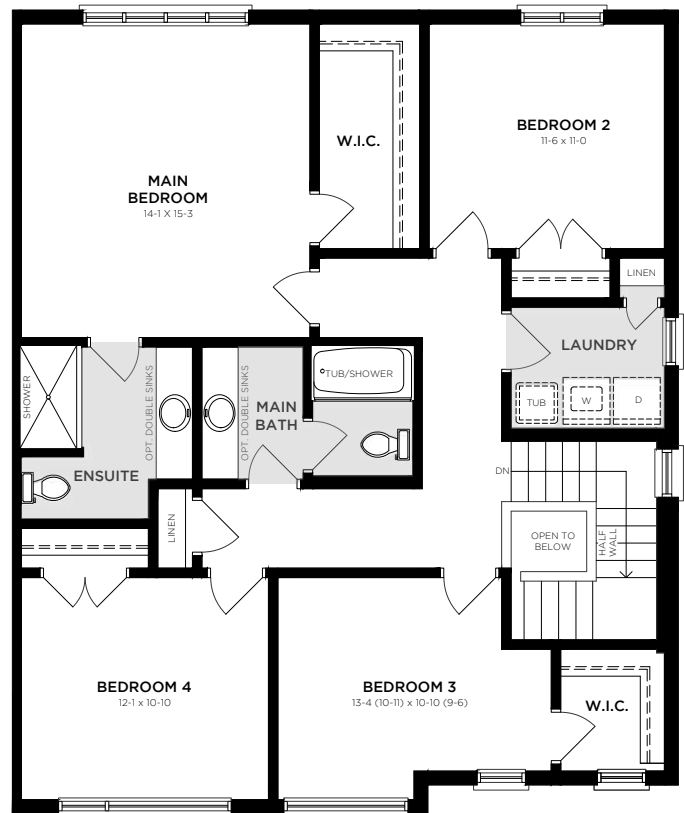 MAIN
BEDROOM
14-1 X 15-3
W.I.C.
BEDROOM 2
11-6 x 11-0
LINEN
LAUNDRY
TUB
W
D
SHOWER
OPT. DOUBLE SINKS
ENSUITE
OPT. DOUBLE SINKS
MAIN
BATH
TUB/SHOWER
LINEN
DN
OPEN TO
BELOW
HALF
WALL
BEDROOM 4
12-1 x 10-10
BEDROOM 3
13-4 (10-11) x 10-10 (9-6)
W.I.C.